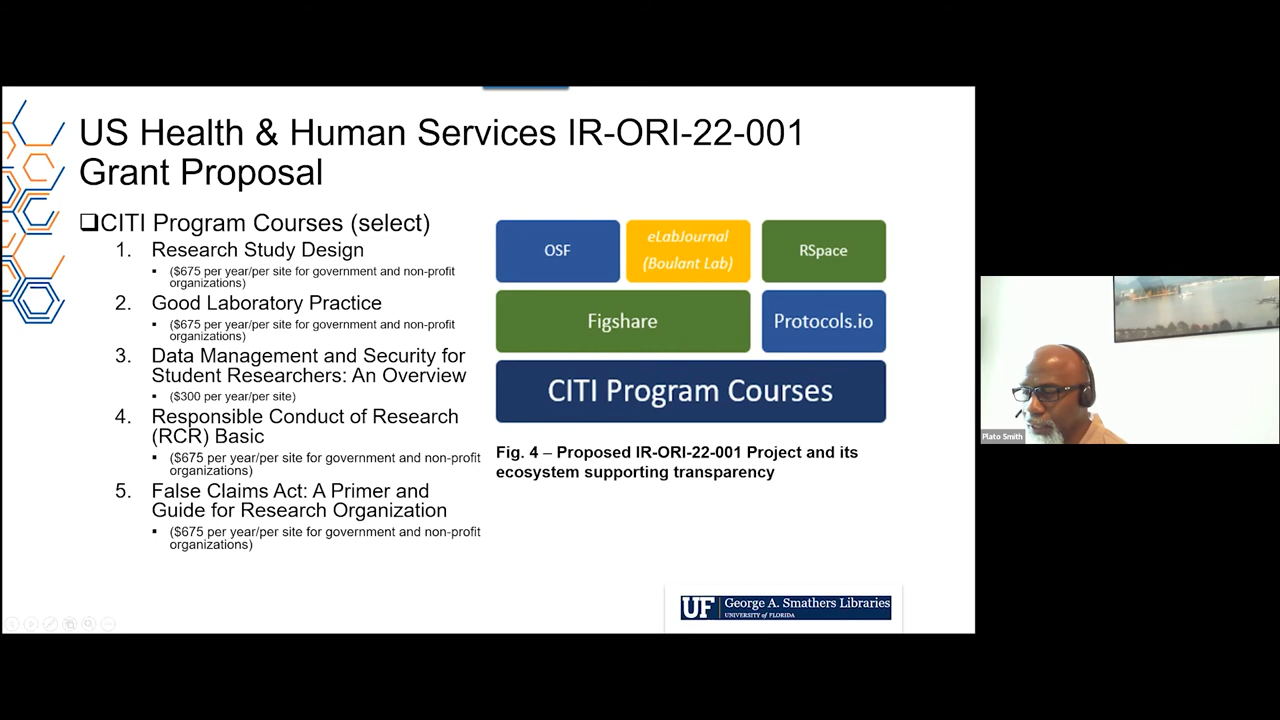 US Health & Human Services IR-ORI-22-001
Grant Proposal
❑CITI Program Courses (select)
1. Research Study Design
▪ ($675 per year/per site for government and non-profit
organizations)
2. Good Laboratory Practice
▪ ($675 per year/per site for government and non-profit
organizations)
3. Data Management and Security for
Student Researchers: An Overview
▪ ($300 per year/per site)
4. Responsible Conduct of Research
(RCR) Basic
▪ ($675 per year/per site for government and non-profit
organizations)
5. False Claims Act: A Primer and
Guide for Research Organization
▪ ($675 per year/per site for government and non-profit
organizations)
OSF
eLabJournal
(Boulant Lab)
RSpace
Figshare
Protocols.io
CITI Program Courses
Fig. 4 – Proposed IR-ORI-22-001 Project and its
ecosystem supporting transparency
UF George A. Smathers Libraries
UNIVERSITY of FLORIDA
Plato Smith